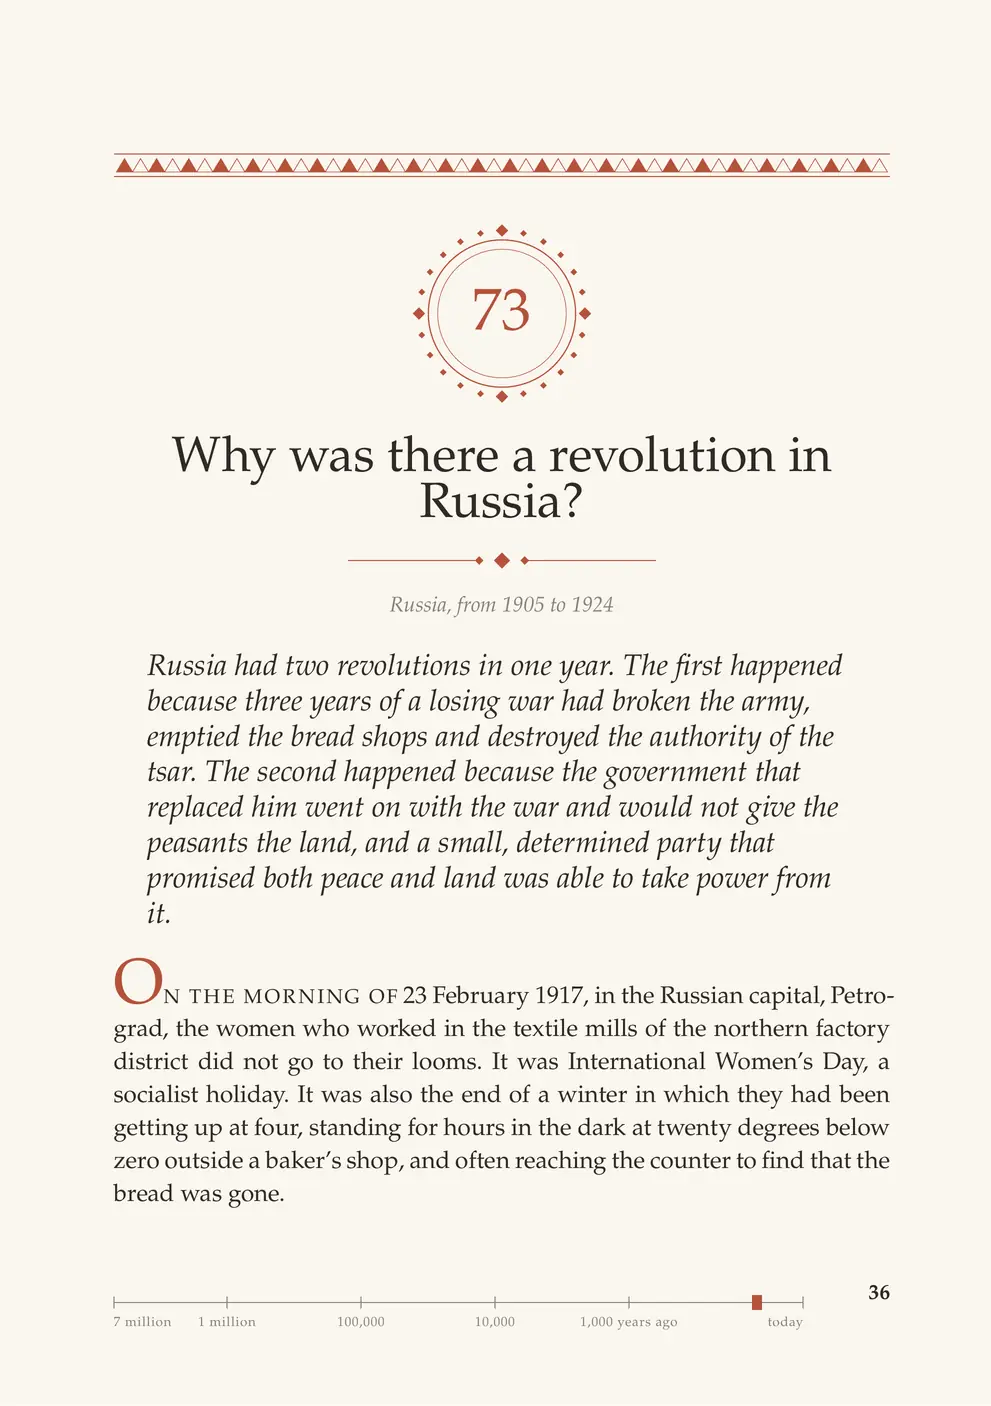 73
Why was there a revolution in
Russia?
Russia, from 1905 to 1924
Russia had two revolutions in one year. The first happened
because three years of a losing war had broken the army,
emptied the bread shops and destroyed the authority of the
tsar. The second happened because the government that
replaced him went on with the war and would not give the
peasants the land, and a small, determined party that
promised both peace and land was able to take power from
it.
ON THE MORNING OF 23 February 1917, in the Russian capital, Petro-
grad, the women who worked in the textile mills of the northern factory
district did not go to their looms. It was International Women’s Day, a
socialist holiday. It was also the end of a winter in which they had been
getting up at four, standing for hours in the dark at twenty degrees below
zero outside a baker’s shop, and often reaching the counter to find that the
bread was gone.
36
7 million 1 million 100,000 10,000 1,000 years ago today